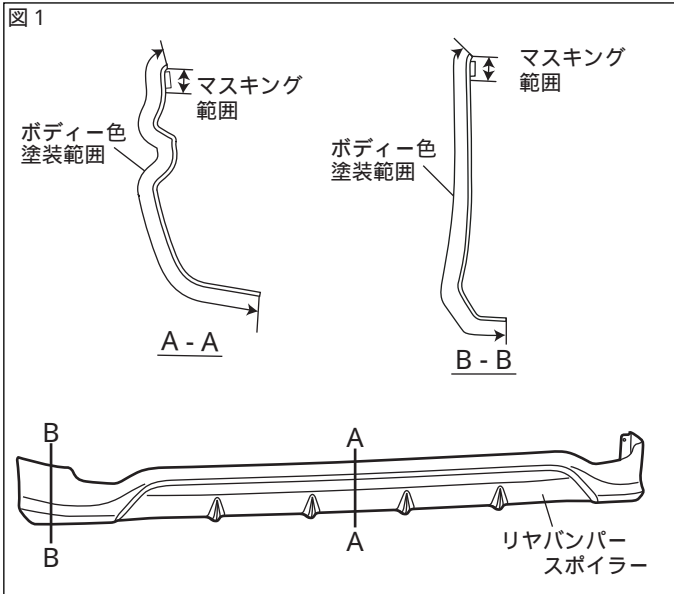 図 1
マスキング
範囲
ボディー色
塗装範囲
A - A
マスキング
範囲
ボディー色
塗装範囲
B - B
B
A
B
A
リヤバンパー
スポイラー